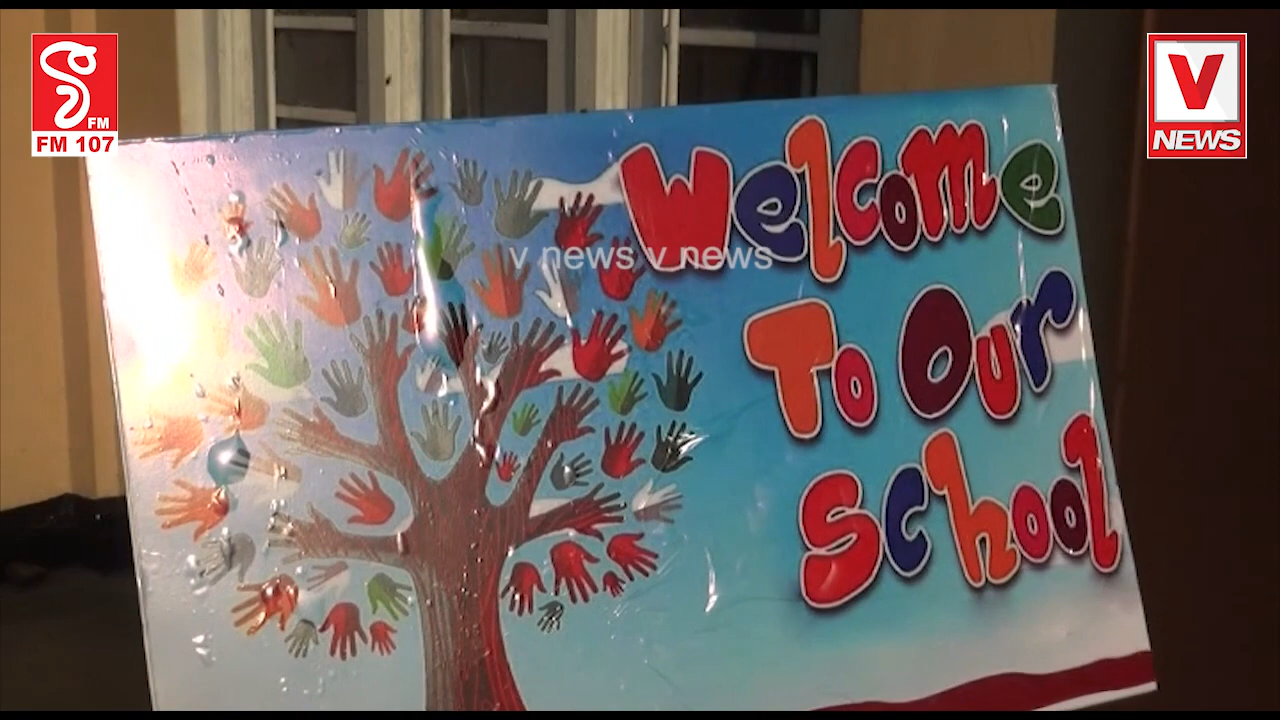 FM
FM 107
V
NEWS
v news v news
Welcome
To Our
School